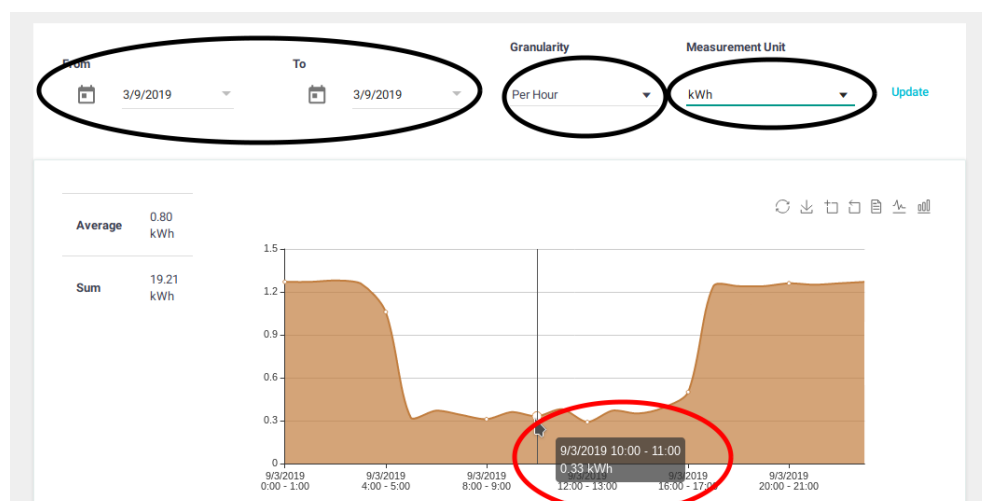 From
To
Granularity
Measurement Unit
3/9/2019
3/9/2019
Per Hour
kWh
Update
Average
0.80
kWh
Sum
19.21
kWh
1.5
1.2
0.9
0.6
0.3
0
9/3/2019 10:00 - 11:00
0.33 kWh
9/3/2019
0:00 - 1:00
9/3/2019
4:00 - 5:00
9/3/2019
8:00 - 9:00
9/3/2019
12:00 - 13:00
9/3/2019
16:00 - 17:00
9/3/2019
20:00 - 21:00